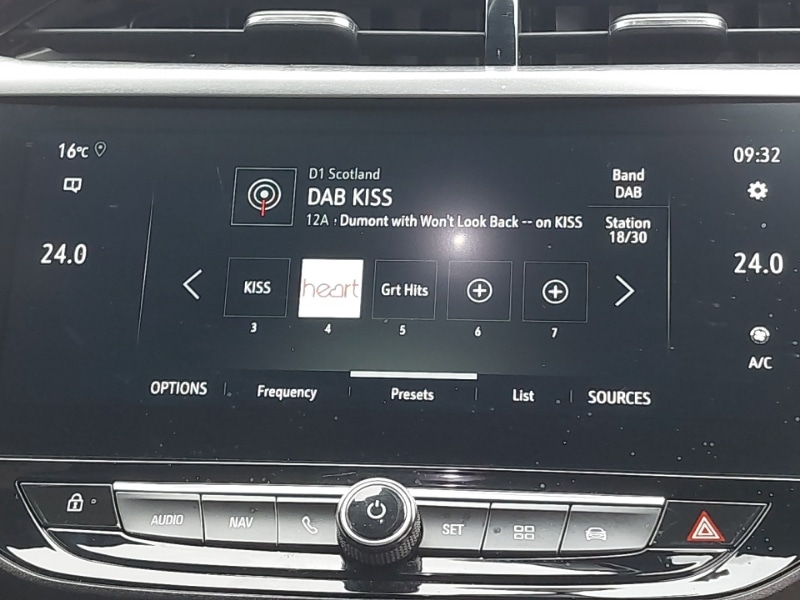 16°C
09:32
D1 Scotland
DAB KISS
12A · Dumont with Won't Look Back -- on KISS
Band
DAB
Station
18/30
24.0
24.0
KISS
heart
Grt Hits
3
4
5
6
7
A/C
OPTIONS
Frequency
Presets
List
SOURCES
AUDIO
NAV
SET